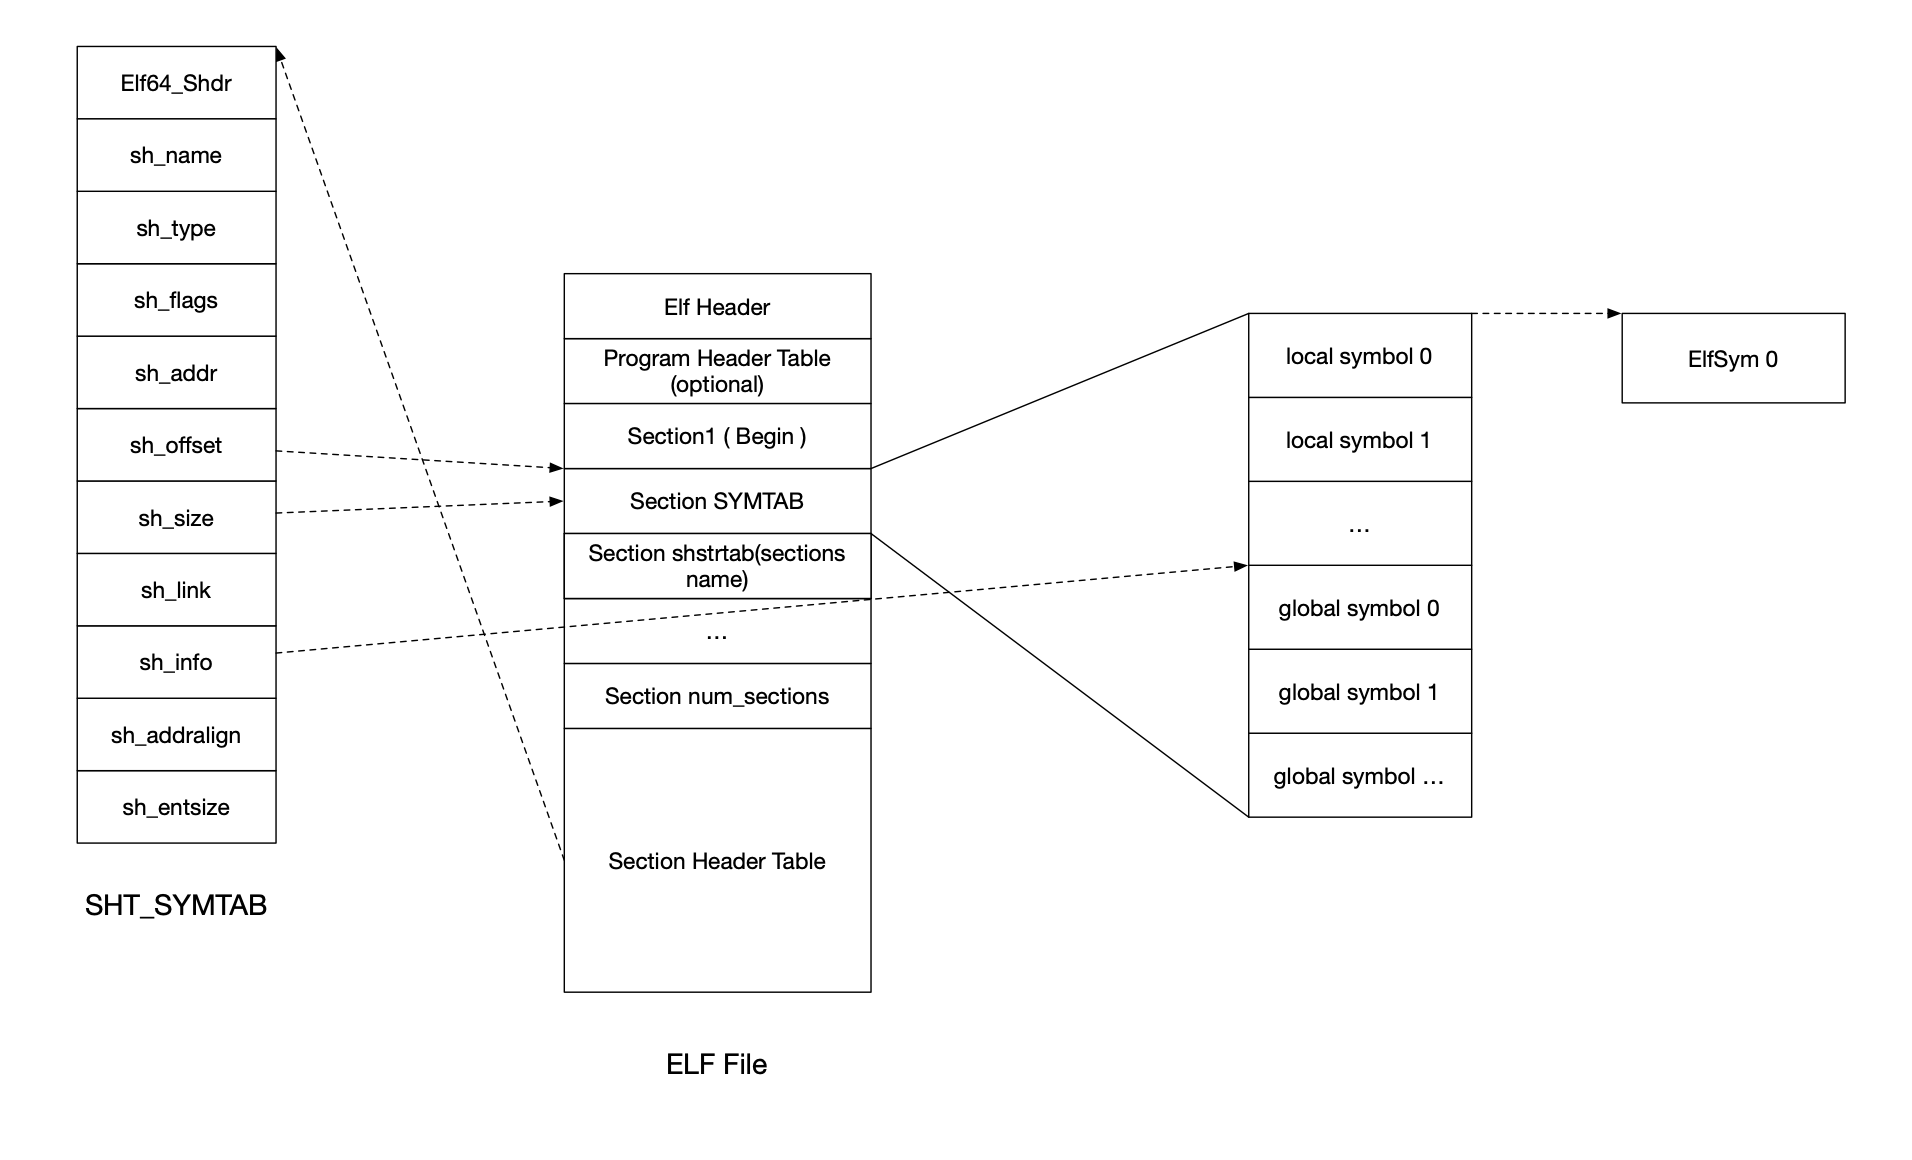 Elf64_Shdr
sh_name
sh_type
sh_flags
sh_addr
sh_offset
sh_size
sh_link
sh_info
sh_addralign
sh_entsize
SHT_SYMTAB
Elf Header
Program Header Table
(optional)
Section1 ( Begin )
Section SYMTAB
Section shstrtab(sections
name)
...
Section num_sections
Section Header Table
ELF File
local symbol 0
local symbol 1
...
global symbol 0
global symbol 1
global symbol ...
ElfSym 0